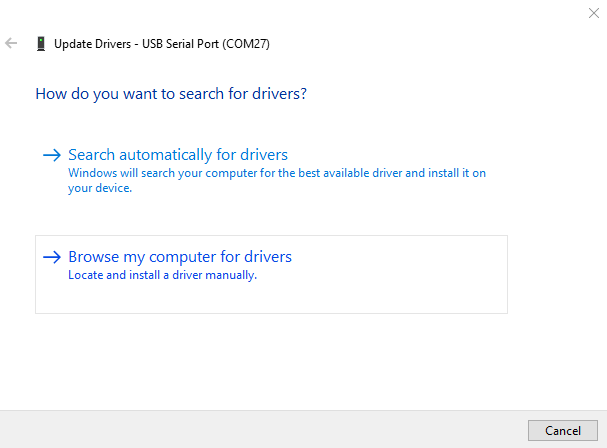 Update Drivers - USB Serial Port (COM27)
How do you want to search for drivers?
Search automatically for drivers
Windows will search your computer for the best available driver and install it on
your device.
Browse my computer for drivers
Locate and install a driver manually.
Cancel